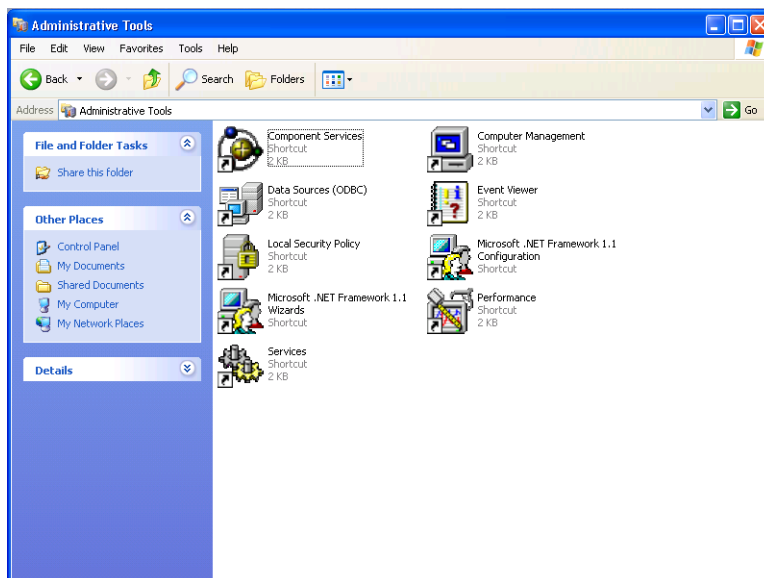 Administrative Tools
File Edit View Favorites Tools Help
Back Search Folders
Address Administrative Tools Go
File and Folder Tasks
Share this folder
Other Places
Control Panel
My Documents
Shared Documents
My Computer
My Network Places
Details
Component Services
Shortcut
2 KB
Computer Management
Shortcut
2 KB
Data Sources (ODBC)
Shortcut
2 KB
Event Viewer
Shortcut
2 KB
Local Security Policy
Shortcut
2 KB
Microsoft .NET Framework 1.1
Configuration
Shortcut
Microsoft .NET Framework 1.1
Wizards
Shortcut
Performance
Shortcut
2 KB
Services
Shortcut
2 KB